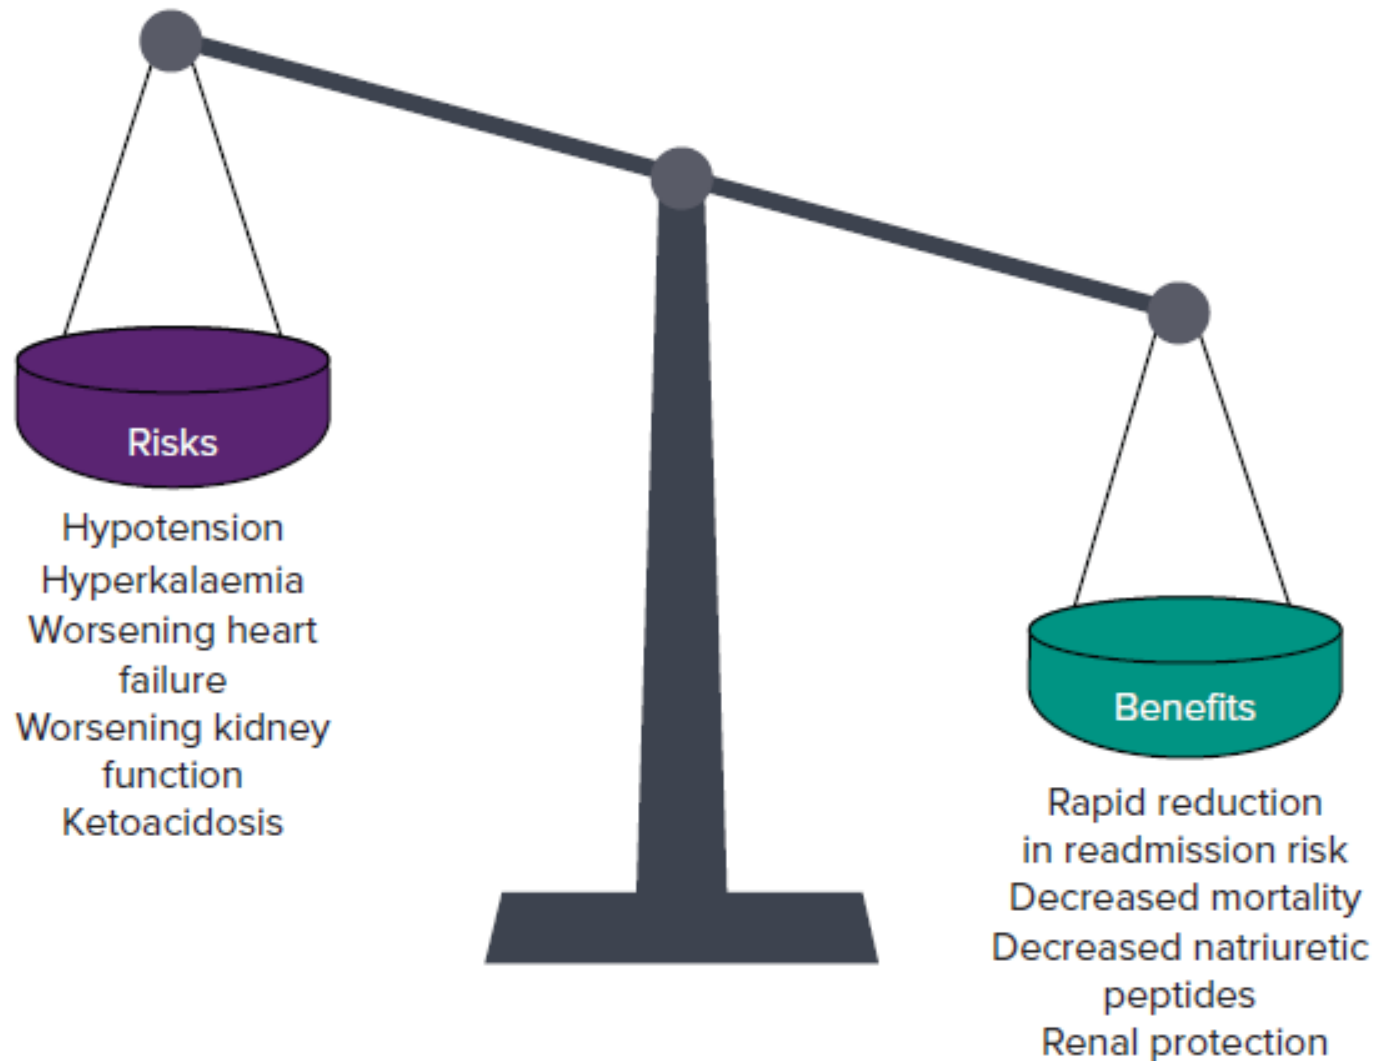 Risks
Hypotension
Hyperkalaemia
Worsening heart
failure
Worsening kidney
function
Ketoacidosis
Benefits
Rapid reduction
in readmission risk
Decreased mortality
Decreased natriuretic
peptides
Renal protection